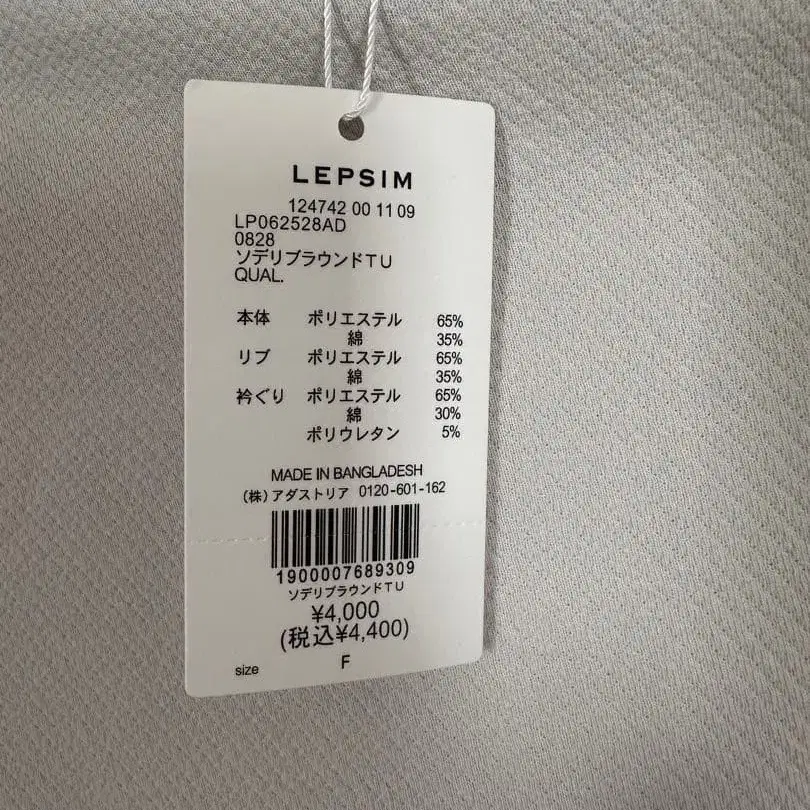 LEPSIM
124742 00 11 09
LP062528AD
0828
ソデリブラウンドTU
QUAL.
本体 ポリエステル 65%
綿 35%
リブ ポリエステル 65%
綿 35%
衿ぐり ポリエステル 65%
綿 30%
ポリウレタン 5%
MADE IN BANGLADESH
(株)アダストリア 0120-601-162
1900007689309
ソデリブラウンドTU
¥4,000
(税込¥4,400)
size F